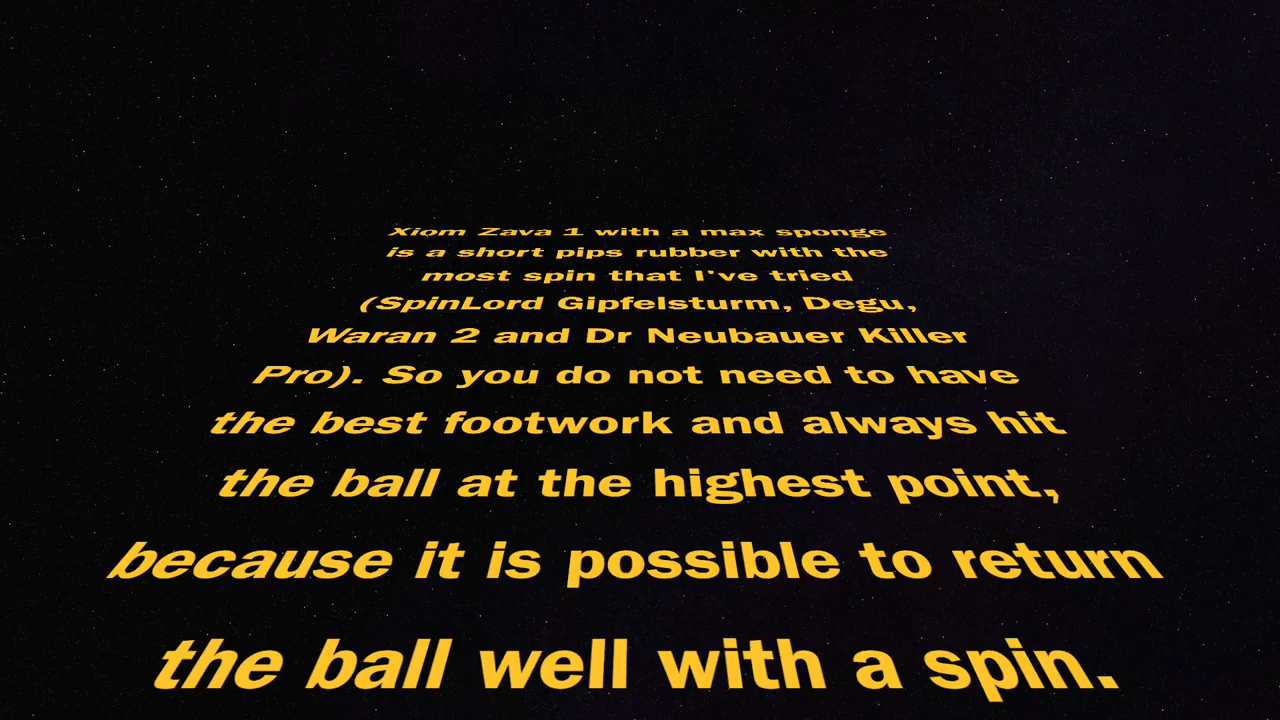 Xiom Zava 1 with a max sponge
is a short pips rubber with the
most spin that I've tried
(SpinLord Gipfelsturm, Degu,
Waran 2 and Dr Neubauer Killer
Pro). So you do not need to have
the best footwork and always hit
the ball at the highest point,
because it is possible to return
the ball well with a spin.